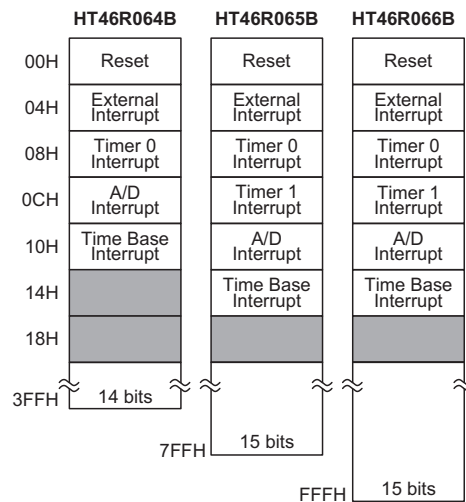 HT46R064B HT46R065B HT46R066B
00H Reset Reset Reset
04H External Interrupt External Interrupt External Interrupt
08H Timer 0 Interrupt Timer 0 Interrupt Timer 0 Interrupt
0CH A/D Interrupt Timer 1 Interrupt Timer 1 Interrupt
10H Time Base Interrupt A/D Interrupt A/D Interrupt
14H Time Base Interrupt Time Base Interrupt
18H
3FFH 14 bits
7FFH 15 bits
FFFH 15 bits